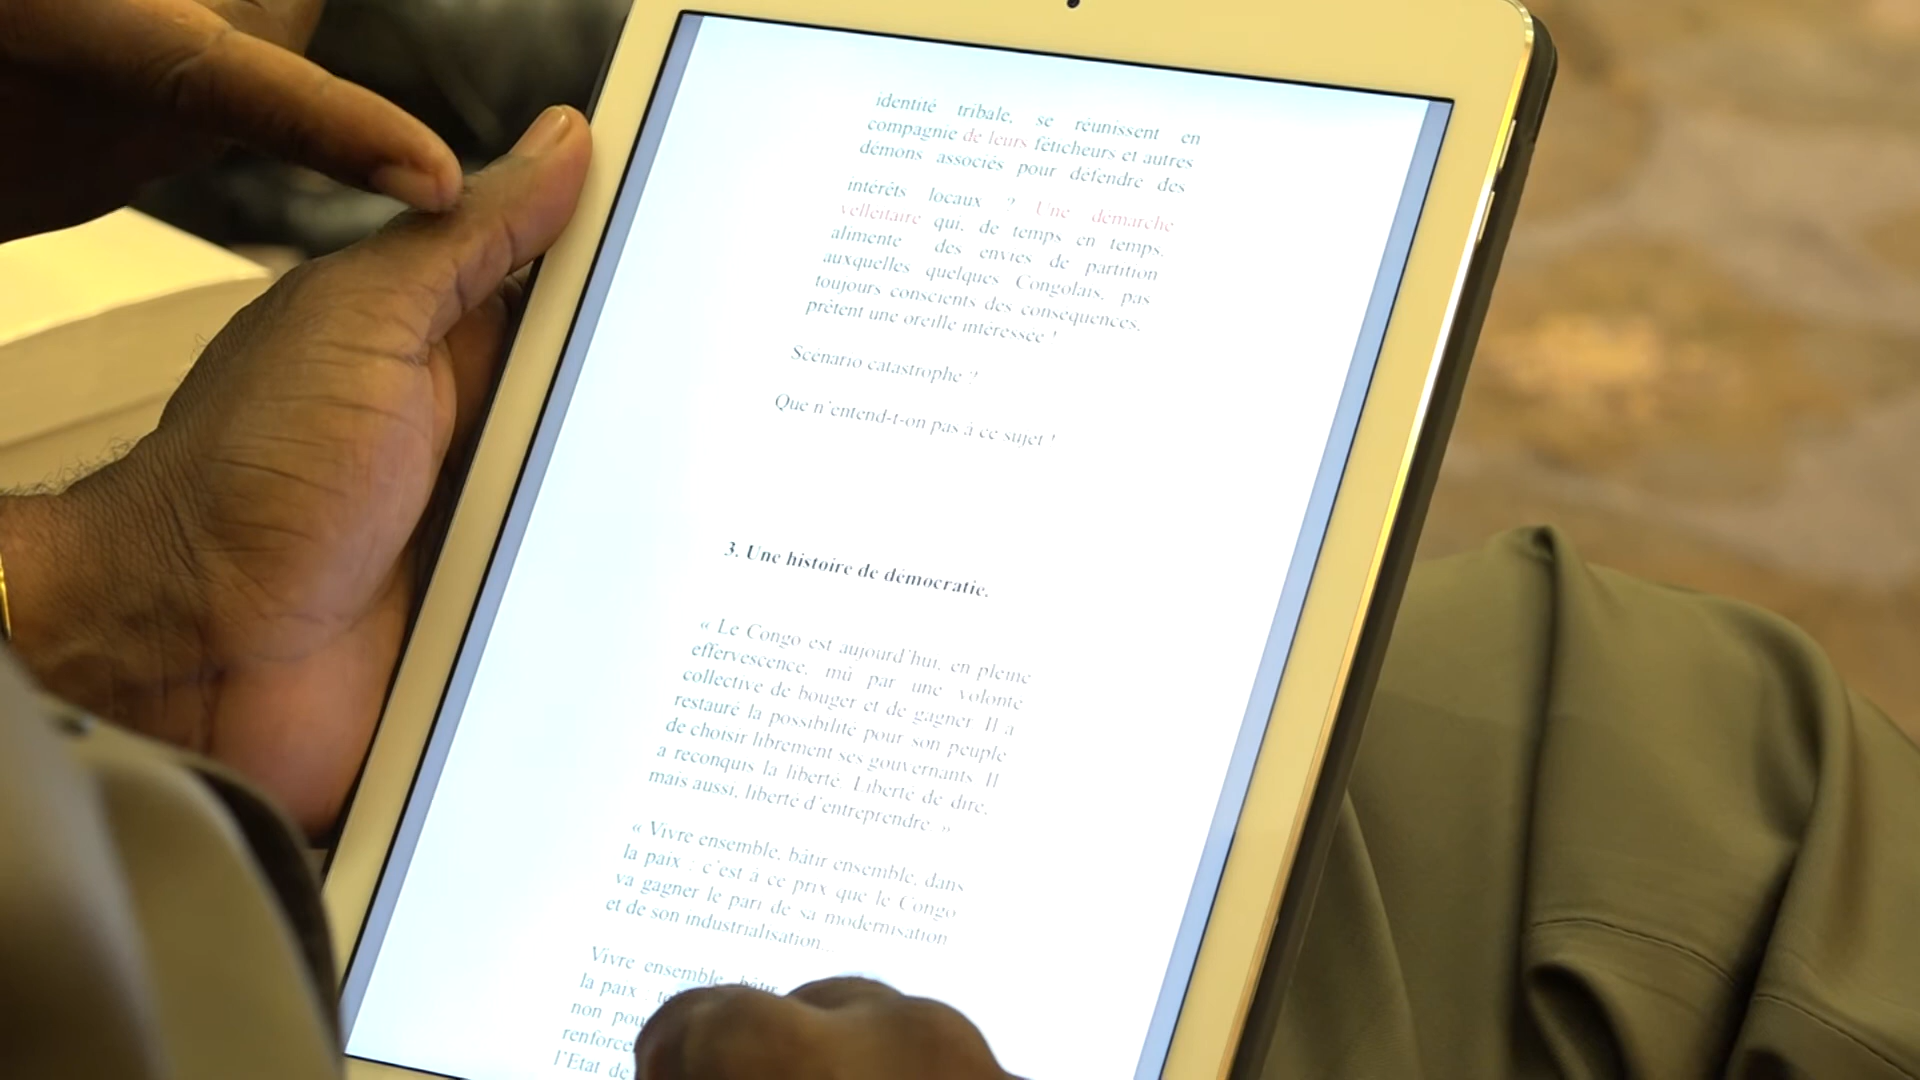 identité tribale, se réunissent en
compagnie de leurs féticheurs et autres
démons associés pour défendre des
intérêts locaux ? Une démarche
velléitaire qui, de temps en temps,
alimente des envies de partition
auxquelles quelques Congolais, pas
toujours conscients des conséquences,
prêtent une oreille intéressée !
Scénario catastrophe ?
Que n'entend-t-on pas à ce sujet !
3. Une histoire de démocratie.
« Le Congo est aujourd'hui, en pleine
effervescence, mû par une volonté
collective de bouger et de gagner. Il a
restauré la possibilité pour son peuple
de choisir librement ses gouvernants. Il
a reconquis la liberté. Liberté de dire,
mais aussi, liberté d'entreprendre. »
« Vivre ensemble, bâtir ensemble, dans
la paix : c'est à ce prix que le Congo
va gagner le pari de sa modernisation
et de son industrialisation...
Vivre ensemble, bâtir
la paix :
non
l'Etat de